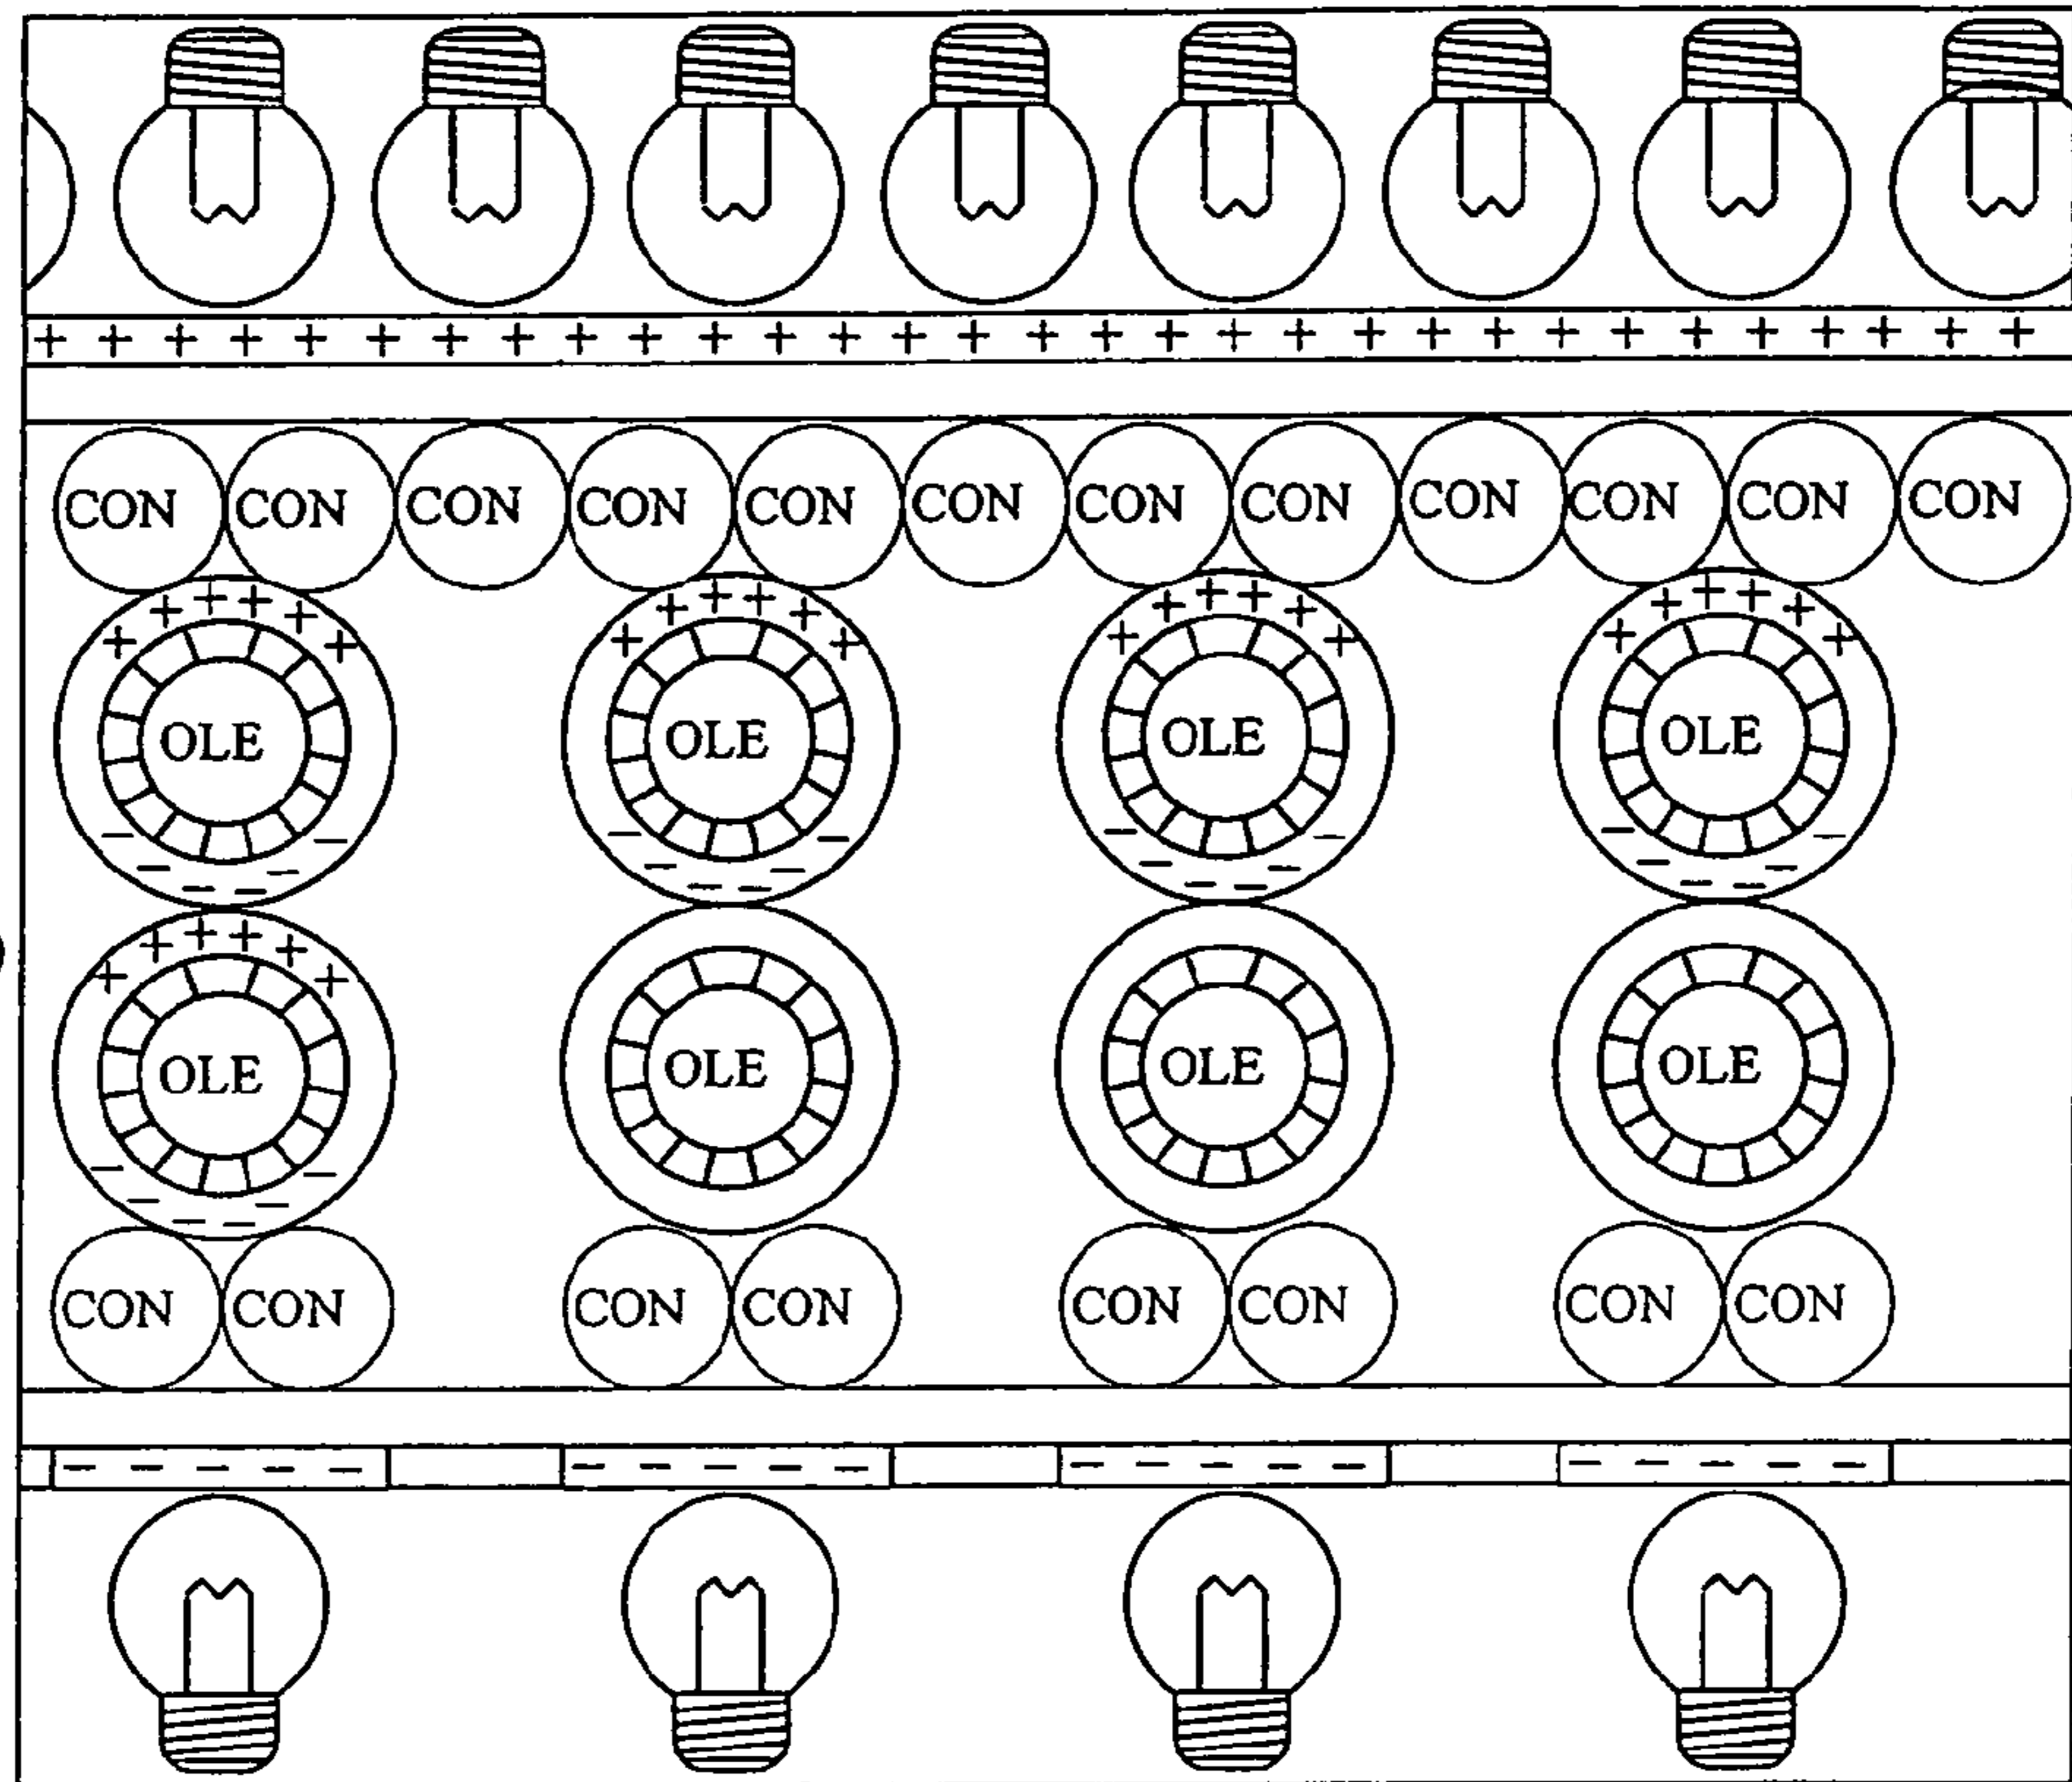 + + + + + + + + + + + + + + + + + + + + + + + + + + + + + + +
CON CON CON CON CON CON CON CON CON CON CON CON
+ + + + + + + + + + + + + + + + + + + + + + + +
OLE OLE OLE OLE
- - - - - - - - - - - - - - - - - - - - - - - -
+ + + + + +
OLE OLE OLE OLE
- - - - - -
CON CON CON CON CON CON CON CON
- - - - - - - - - - - - - - - - - - - -